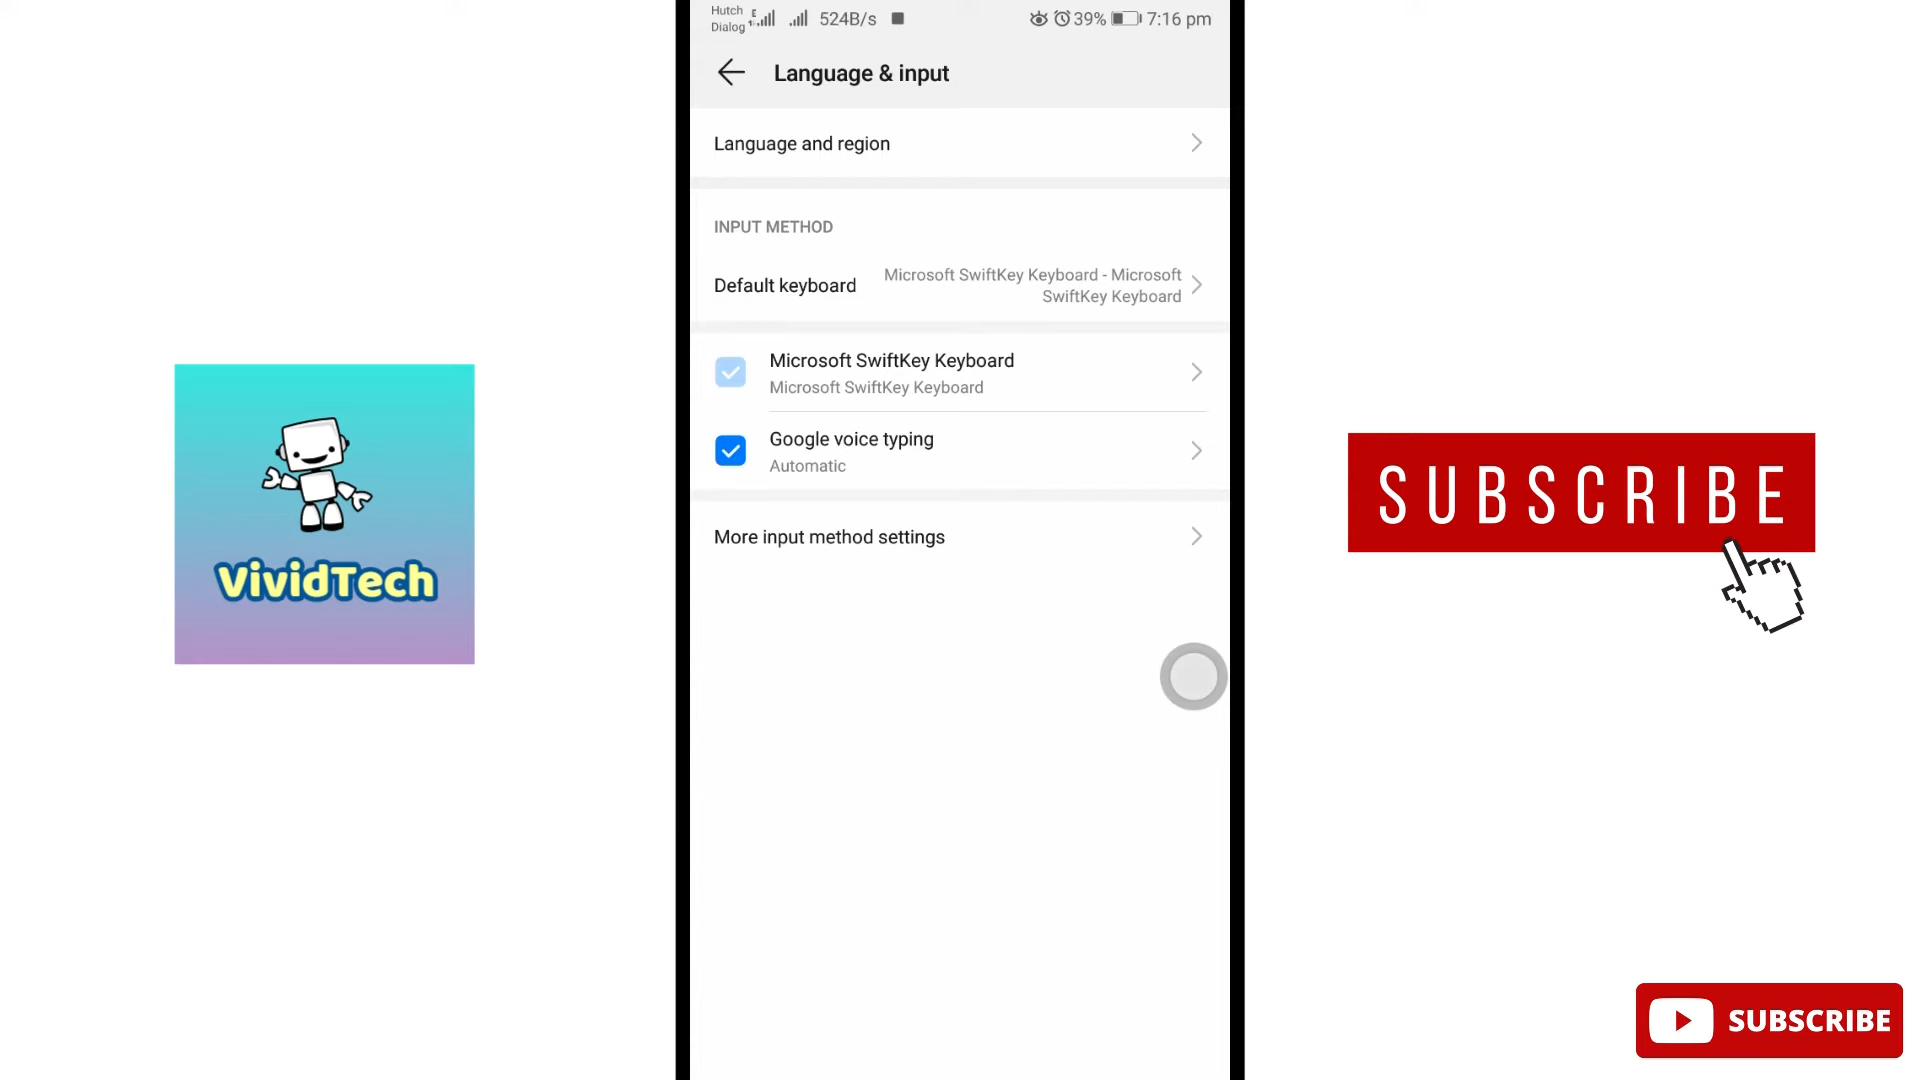 Hutch
Dialog
524B/s
39%
7:16 pm
Language & input
Language and region
INPUT METHOD
Default keyboard
Microsoft SwiftKey Keyboard - Microsoft
SwiftKey Keyboard
Microsoft SwiftKey Keyboard
Microsoft SwiftKey Keyboard
Google voice typing
Automatic
More input method settings
VividTech
SUBSCRIBE
SUBSCRIBE